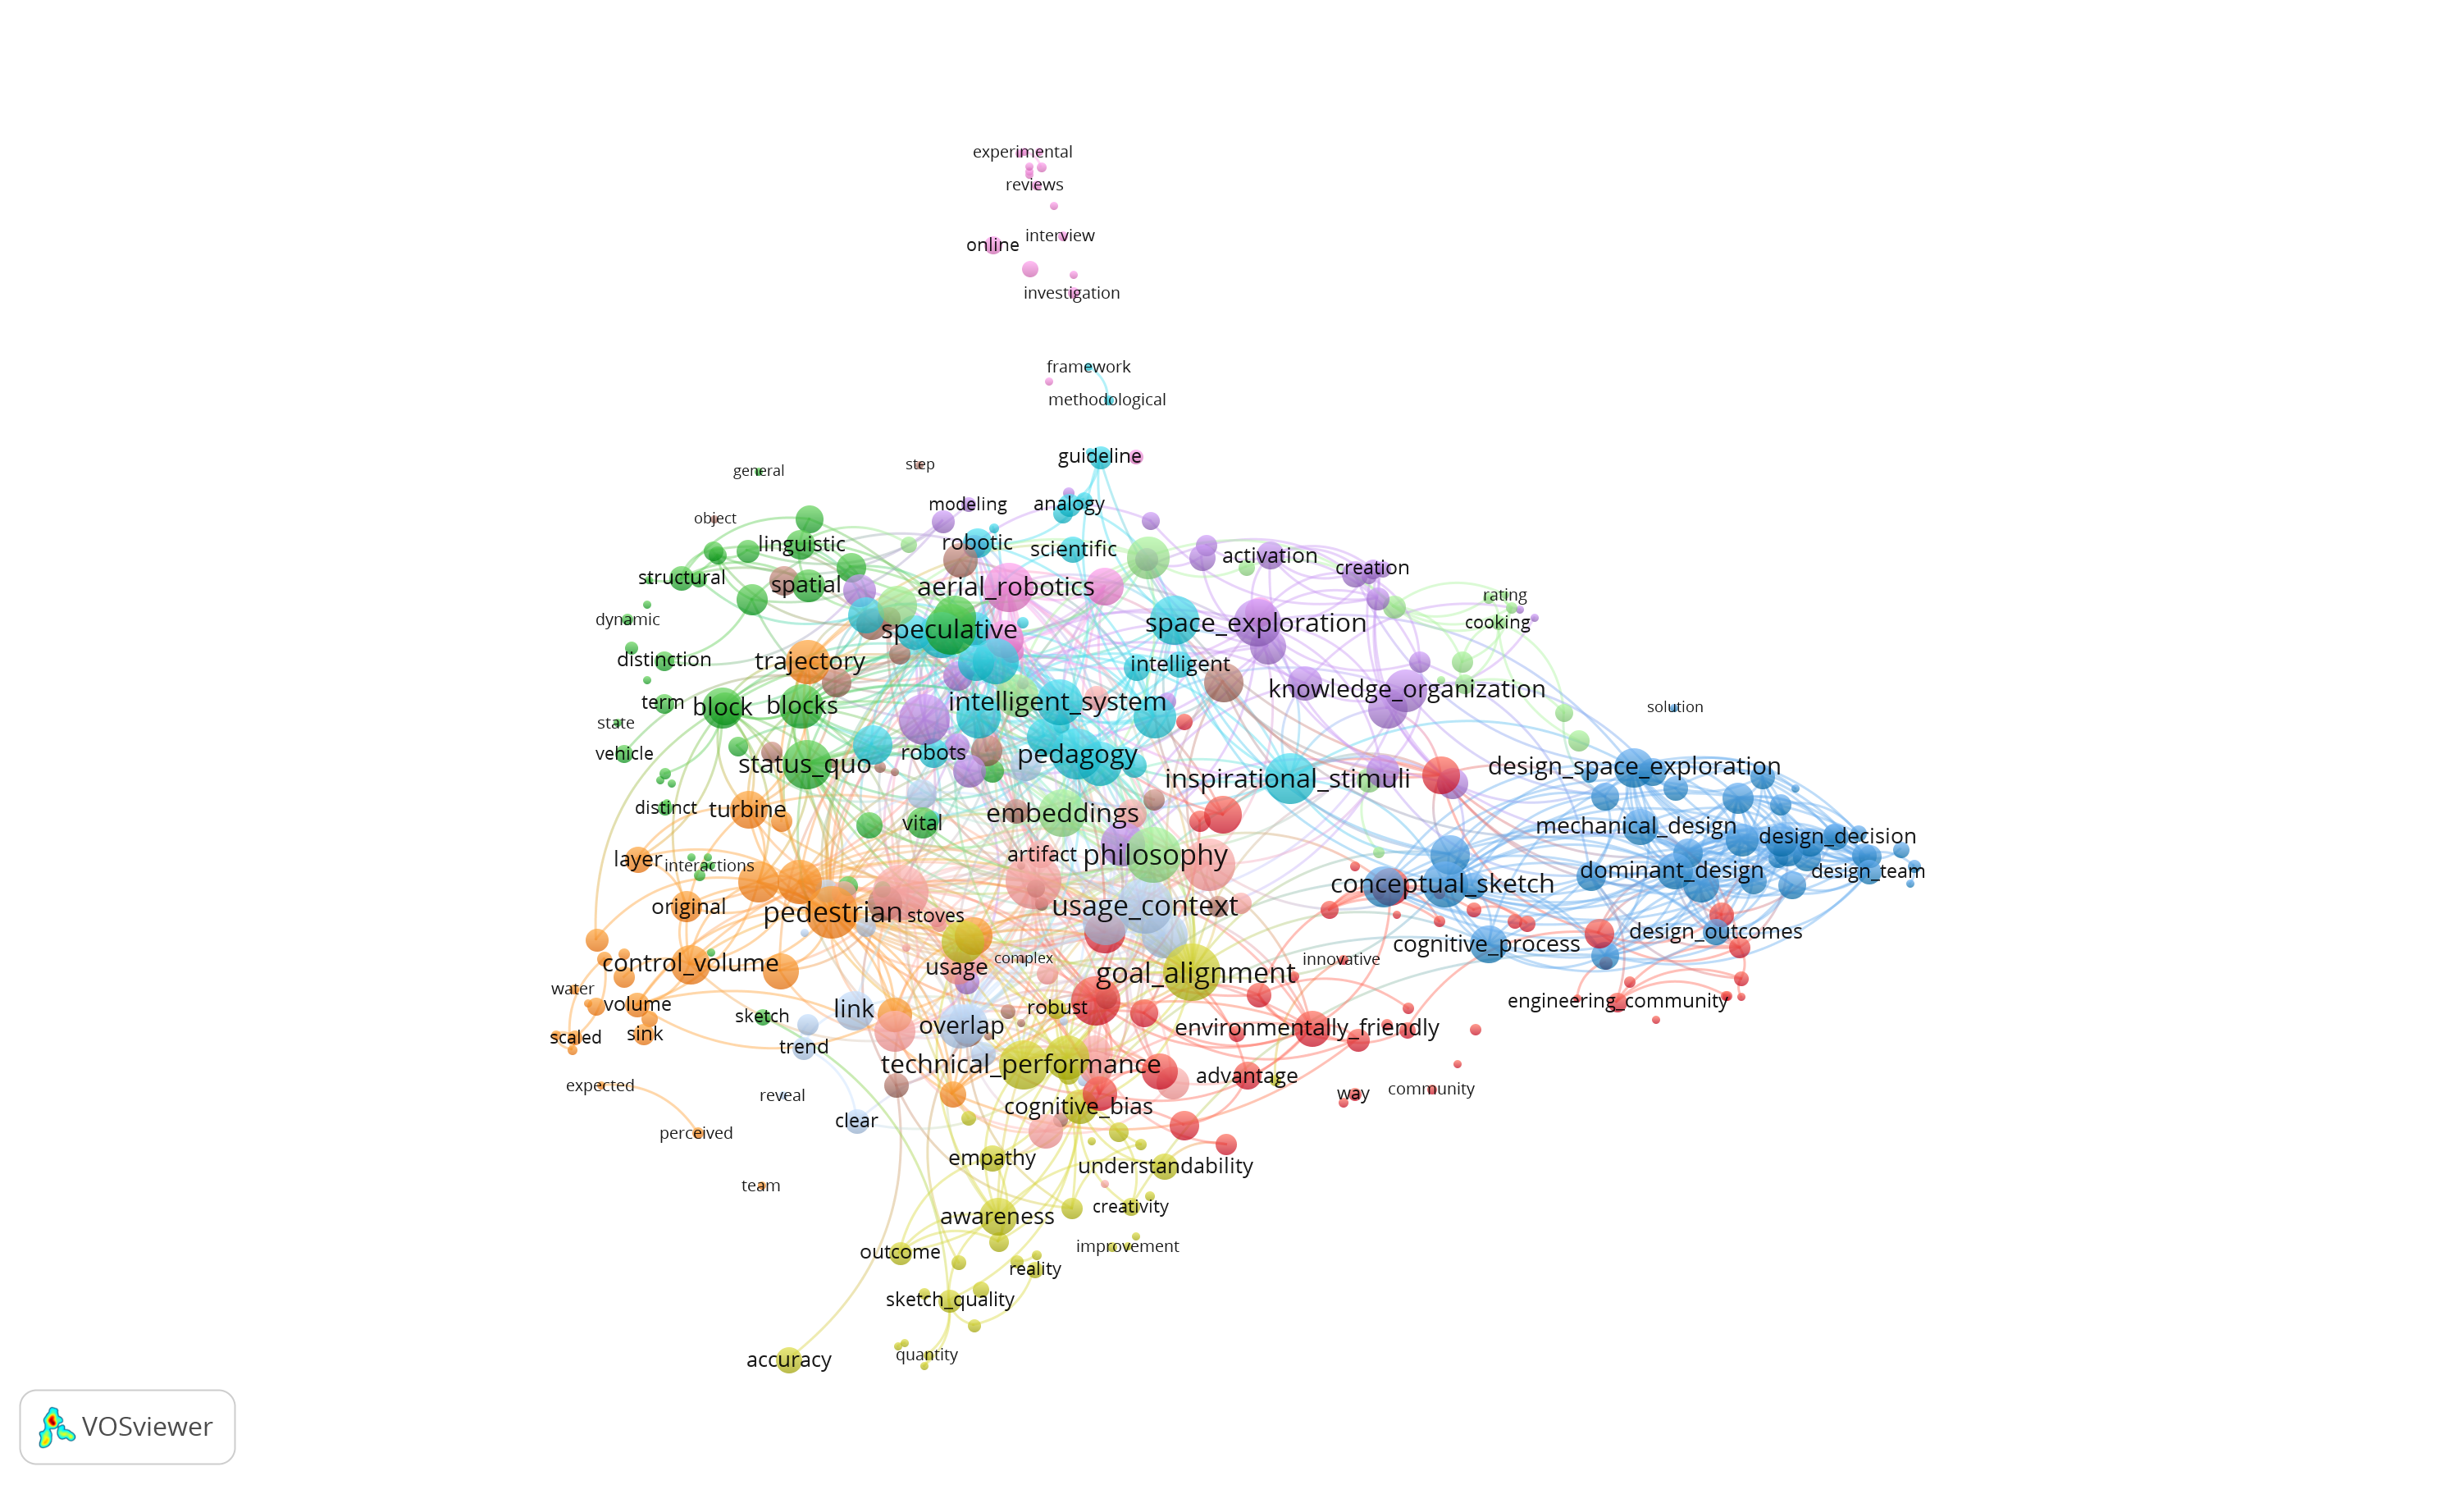 experimental
reviews
interview
online
investigation
framework
methodological
guideline
step
general
modeling
analogy
object
linguistic
robotic
scientific
activation
creation
structural
spatial
aerial_robotics
rating
dynamic
speculative
space_exploration
cooking
distinction
trajectory
intelligent
knowledge_organization
term
block
blocks
intelligent_system
solution
state
vehicle
robots
pedagogy
status_quo
inspirational_stimuli
design_space_exploration
distinct
turbine
vital
embeddings
mechanical_design
design_decision
layer
interactions
artifact
philosophy
dominant_design
design_team
conceptual_sketch
original
pedestrian
stoves
usage_context
design_outcomes
cognitive_process
control_volume
usage
complex
goal_alignment
innovative
water
volume
link
robust
engineering_community
sketch
overlap
environmentally_friendly
scaled
sink
trend
technical_performance
advantage
expected
reveal
way
community
cognitive_bias
clear
perceived
empathy
understandability
team
creativity
awareness
outcome
improvement
reality
sketch_quality
quantity
accuracy
VOSviewer